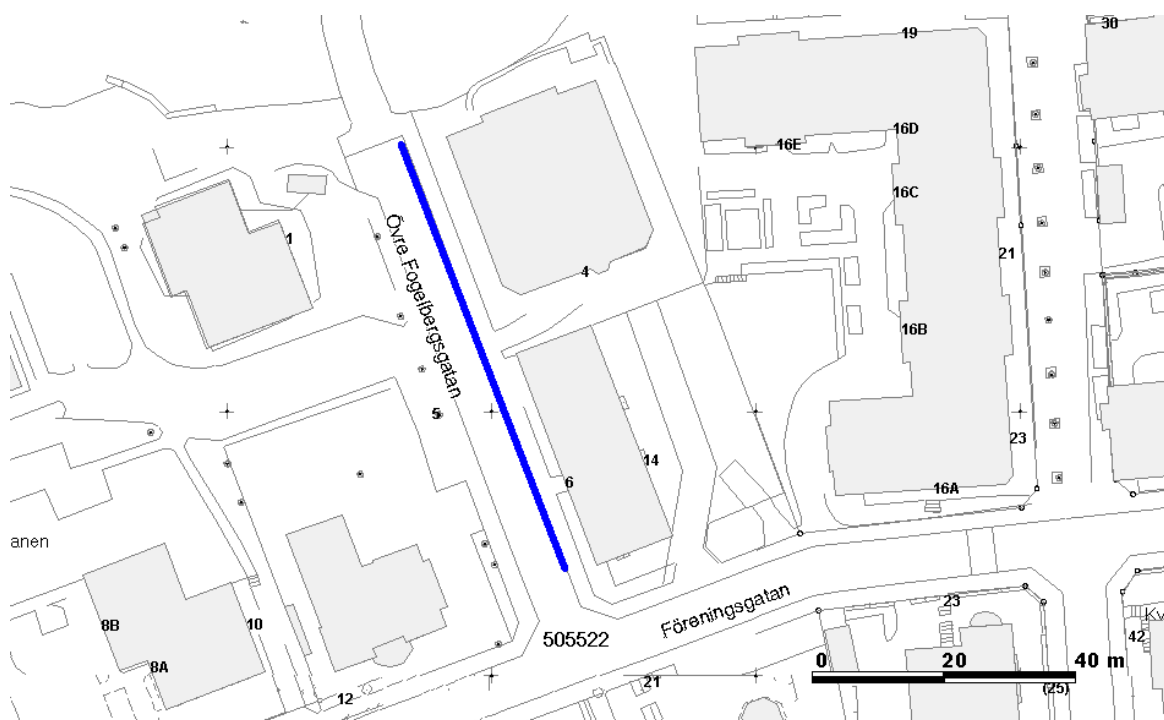 30
19
16D
16E
16C
1
Övre Fogelbergsgatan
21
4
16B
5
23
14
6
16A
anen
Föreningsgatan
23
8B
10
505522
Kv
42
0 20 40 m
8A
21
(25)
12